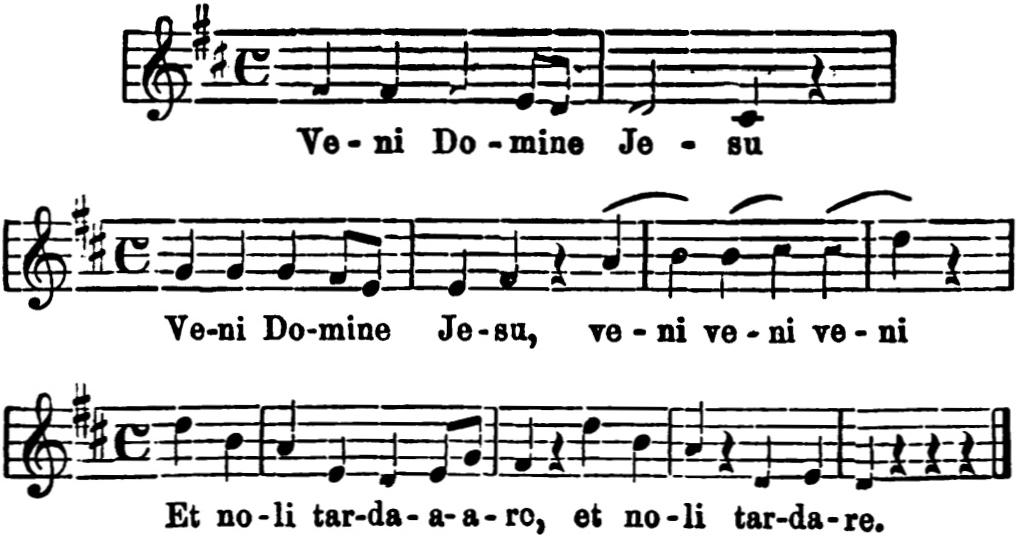 Ve - ni Do - mine Je - su
Ve-ni Do-mine Je-su, ve - ni ve - ni ve - ni
Et no-li tar-da-a-a-ro, et no-li tar-da-re.